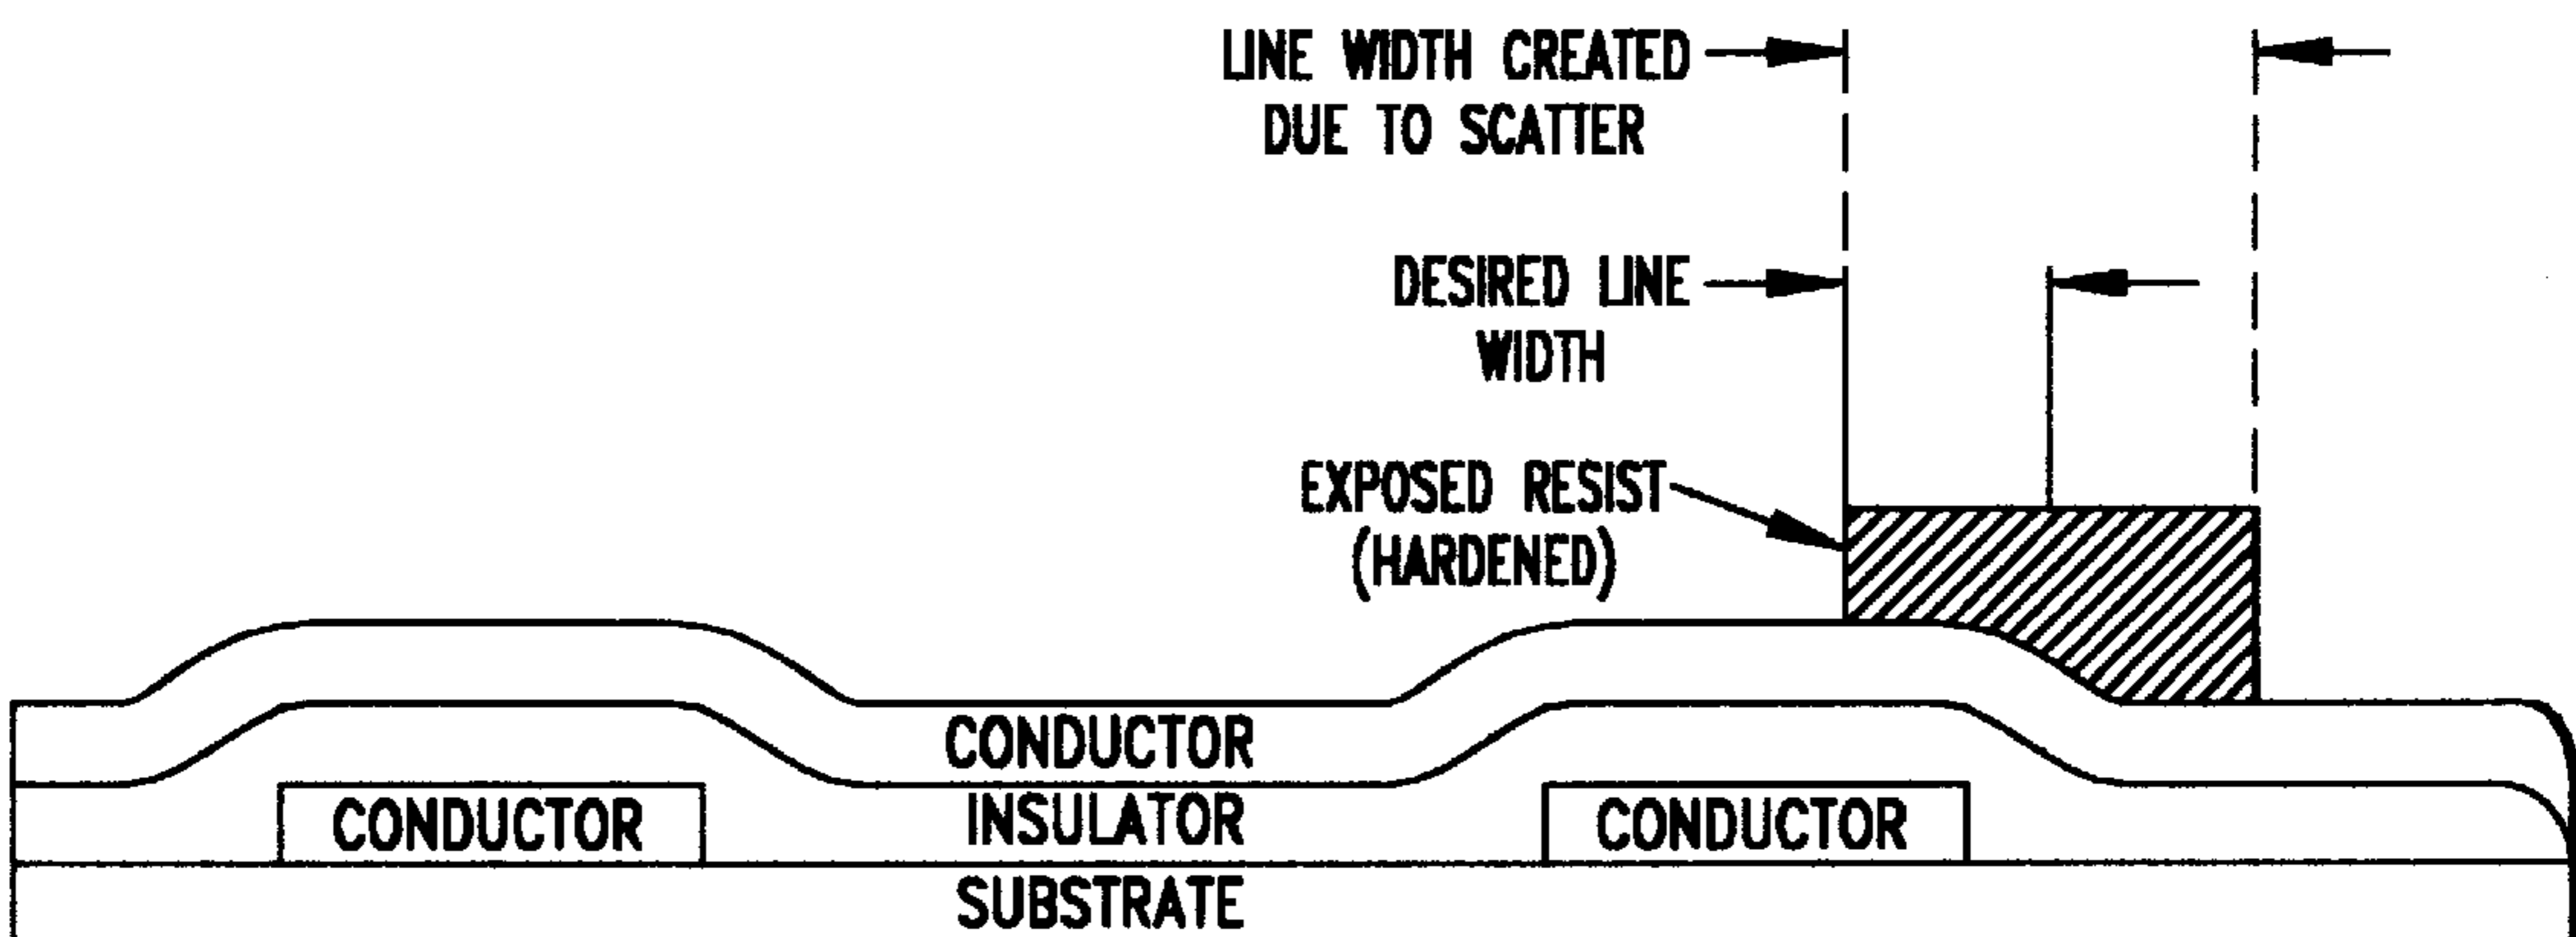 LINE WIDTH CREATED
DUE TO SCATTER
DESIRED LINE
WIDTH
EXPOSED RESIST
(HARDENED)
CONDUCTOR
CONDUCTOR
INSULATOR
CONDUCTOR
SUBSTRATE